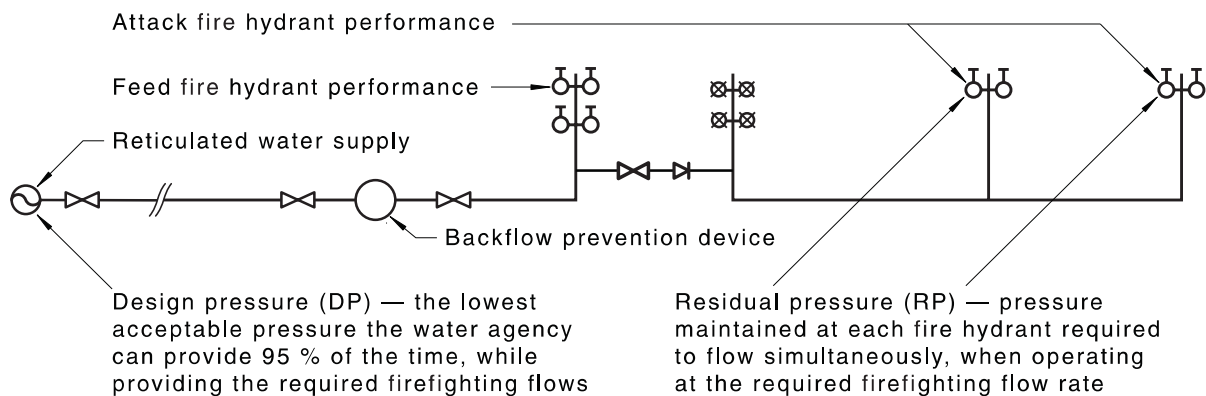 Attack fire hydrant performance
Feed fire hydrant performance
Reticulated water supply
Backflow prevention device
Design pressure (DP) — the lowest
acceptable pressure the water agency
can provide 95 % of the time, while
providing the required firefighting flows
Residual pressure (RP) — pressure
maintained at each fire hydrant required
to flow simultaneously, when operating
at the required firefighting flow rate